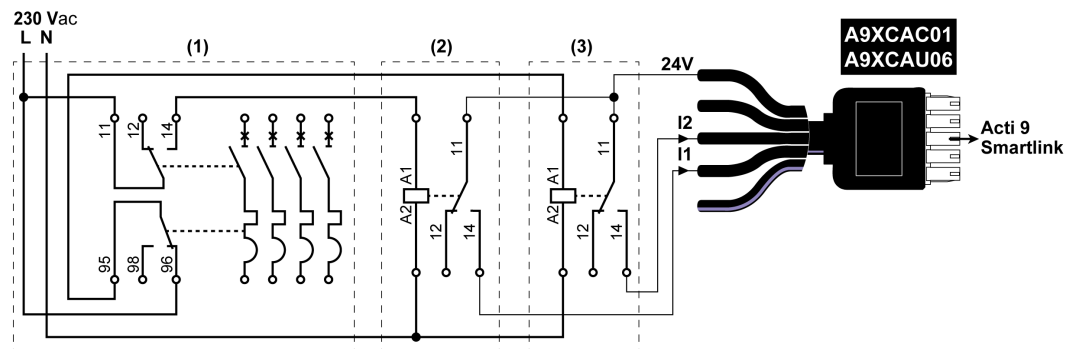 230 Vac
L N
(1)
(2)
(3)
A9XCAC01
A9XCAU06
24V
I2
I1
Acti 9
Smartlink
11
12
14
95
98
96
A1
A2
11
12
14
A1
A2
11
12
14